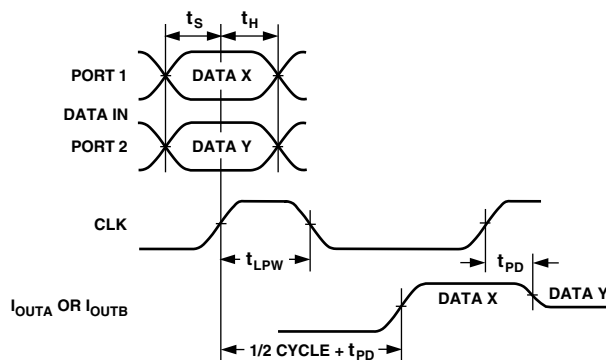 tS tH
PORT 1 DATA X
DATA IN
PORT 2 DATA Y
CLK
tLPW tPD
IOUTA OR IOUTB DATA X DATA Y
1/2 CYCLE + tPD